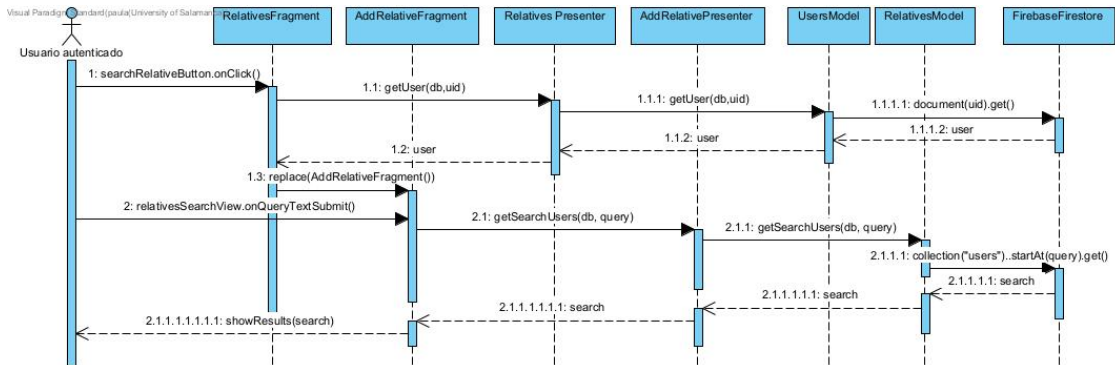 Visual Paradigm Standard(paula(University of Salamanca
RelativesFragment
AddRelativeFragment
Relatives Presenter
AddRelativePresenter
UsersModel
RelativesModel
FirebaseFirestore
Usuario autenticado
1: searchRelativeButton.onClick()
1.1: getUser(db,uid)
1.1.1: getUser(db,uid)
1.1.1.1: document(uid).get()
1.1.1.2: user
1.1.2: user
1.2: user
1.3: replace(AddRelativeFragment())
2: relativesSearchView.onQueryTextSubmit()
2.1: getSearchUsers(db, query)
2.1.1: getSearchUsers(db, query)
2.1.1.1: collection("users")..startAt(query).get()
2.1.1.1.1: search
2.1.1.1.1.1: search
2.1.1.1.1.1.1: search
2.1.1.1.1.1.1.1: showResults(search)